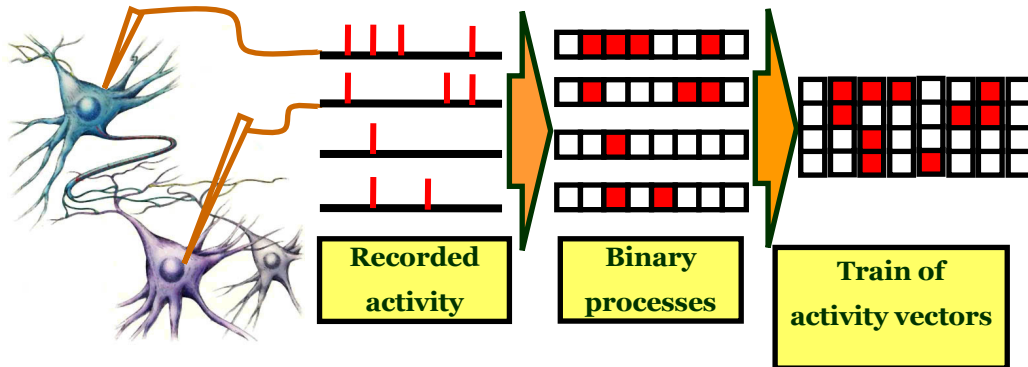 Recorded
activity
Binary
processes
Train of
activity vectors